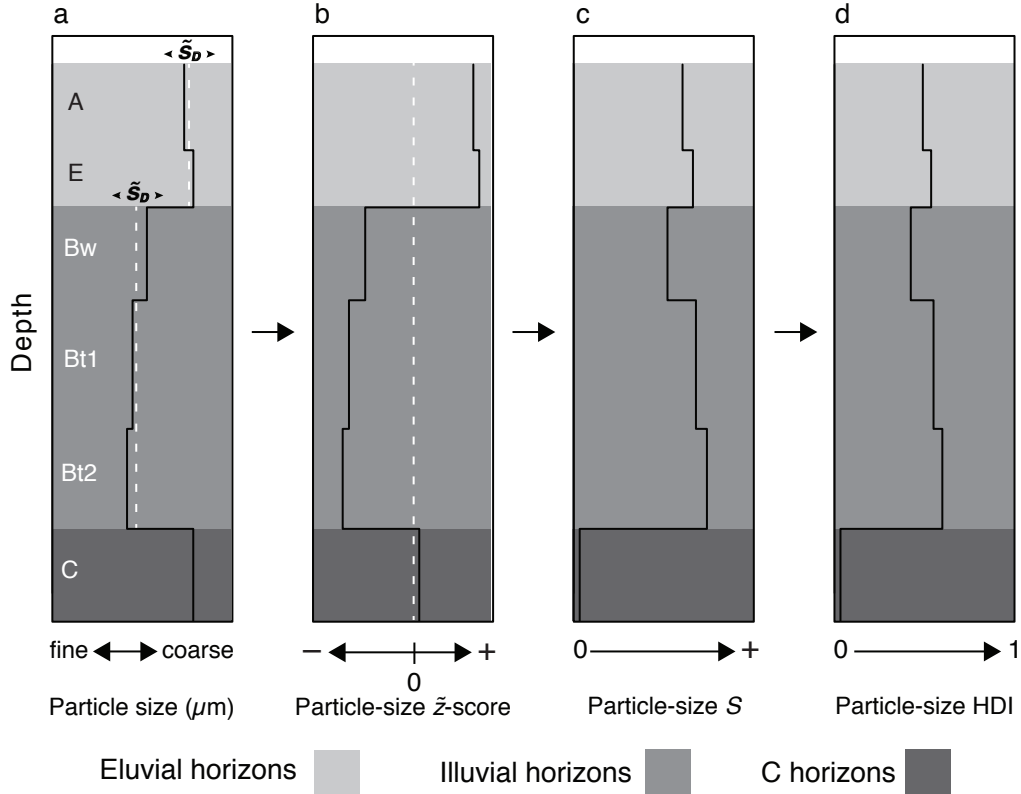 a
b
c
d
S̃D
A
E
S̃D
Bw
Bt1
Bt2
C
Depth
fine
coarse
−
+
0
0
+
0
1
Particle size (µm)
Particle-size z̃-score
Particle-size S
Particle-size HDI
Eluvial horizons
Illuvial horizons
C horizons